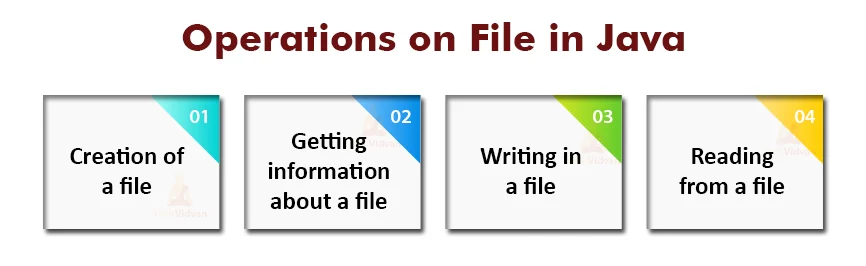 Operations on File in Java
01
Creation of
a file
02
Getting
information
about a file
03
Writing in
a file
04
Reading
from a file